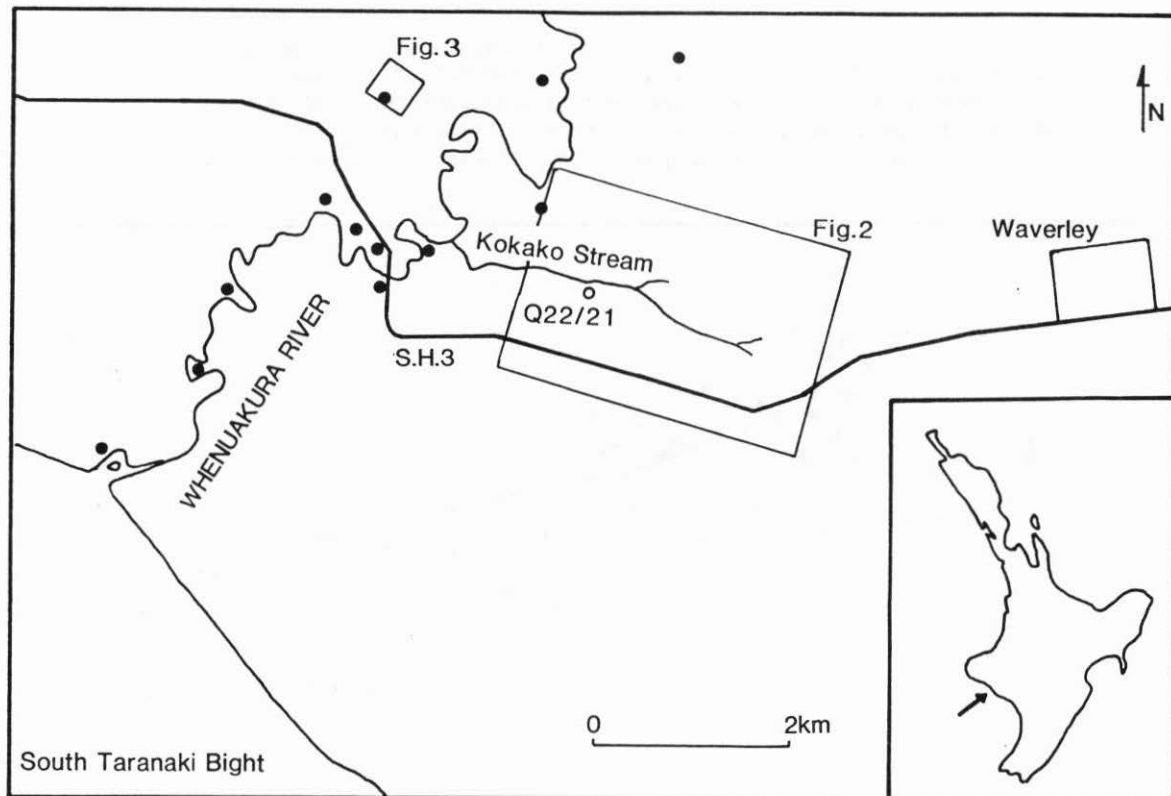 Fig. 3
N
Fig.2
Waverley
Kokako Stream
Q22/21
S.H.3
WHENUAKURA RIVER
0 2km
South Taranaki Bight